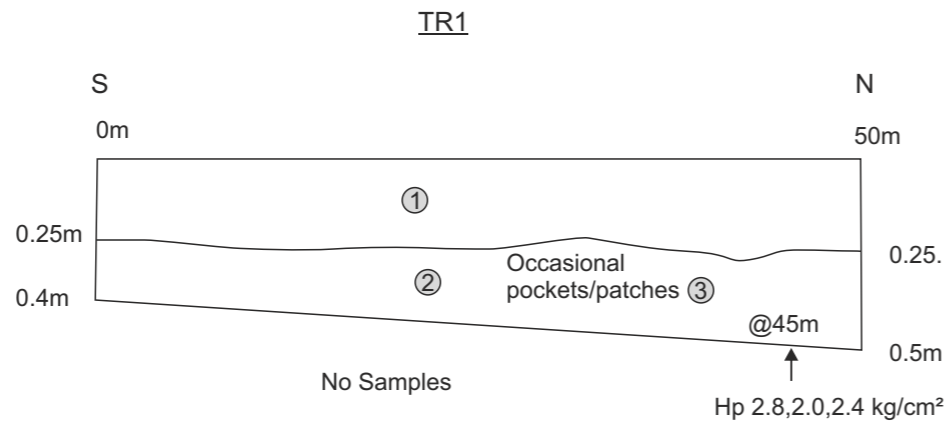 TR1
S
N
0m
50m
1
0.25m
0.25.
Occasional
pockets/patches 3
2
0.4m
@45m
0.5m
No Samples
Hp 2.8,2.0,2.4 kg/cm²